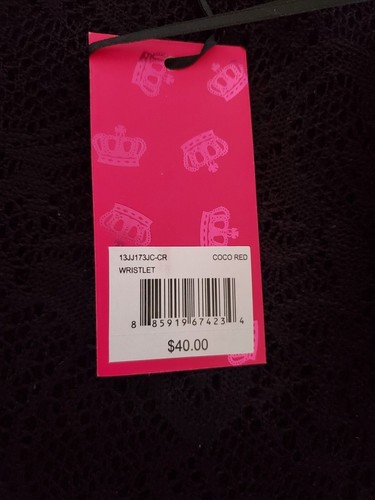 13JJ173JC-CR COCO RED
WRISTLET
8 85919 67423 4
$40.00